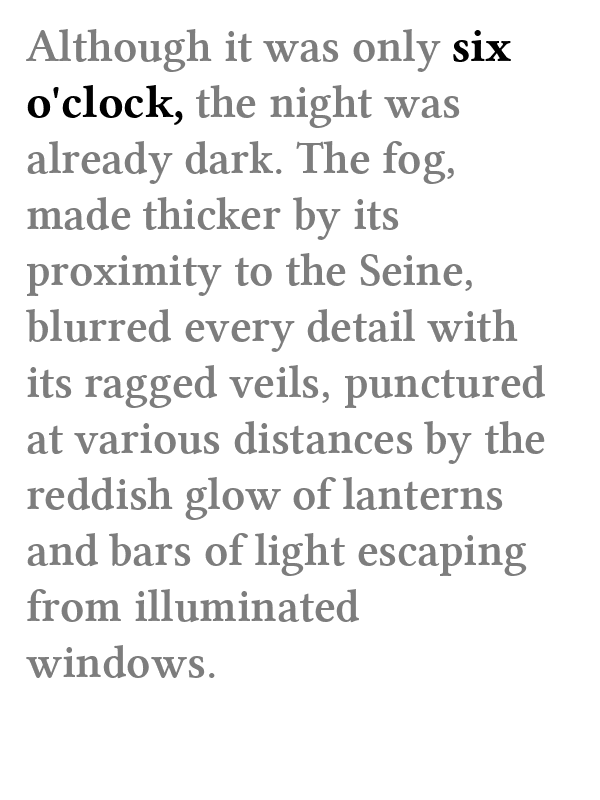 Although it was only six
o'clock, the night was
already dark. The fog,
made thicker by its
proximity to the Seine,
blurred every detail with
its ragged veils, punctured
at various distances by the
reddish glow of lanterns
and bars of light escaping
from illuminated
windows.